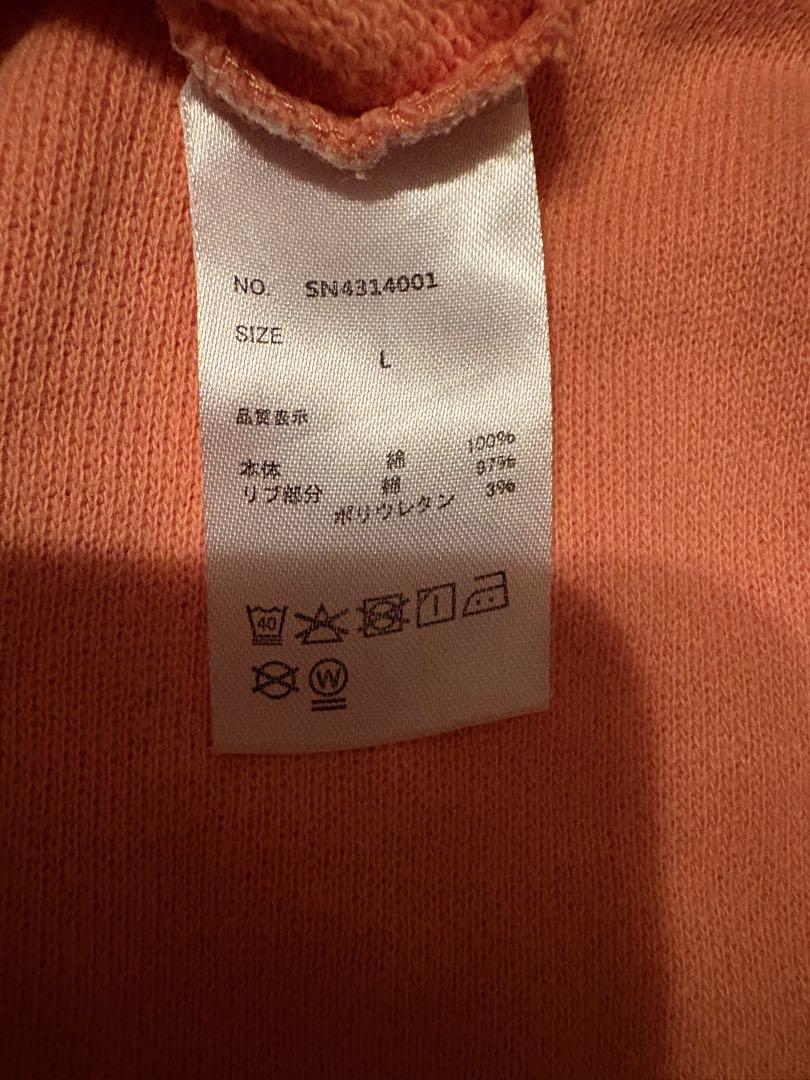 NO. SN4314001
SIZE
L
品質表示
本体 綿 100%
リブ部分 綿 97%
ポリウレタン 3%
40
W